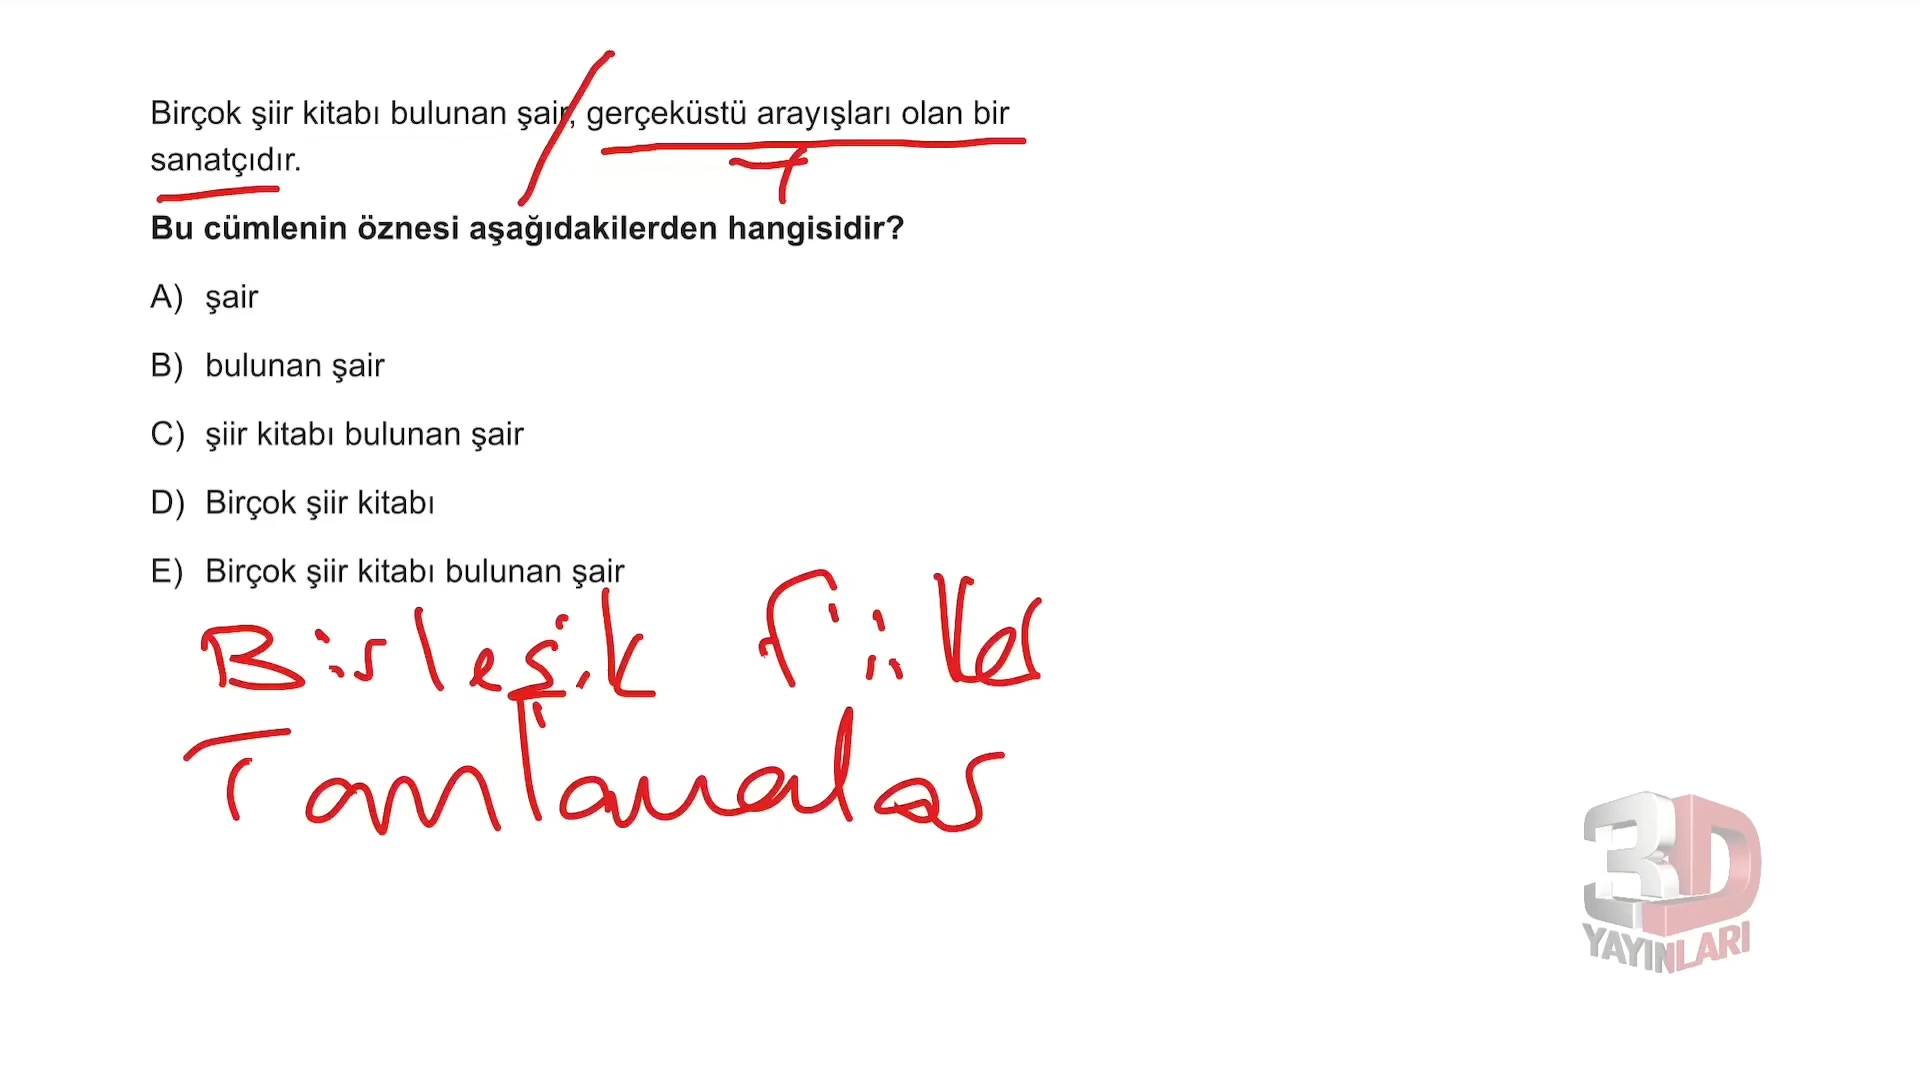 Birçok şiir kitabı bulunan şair, gerçeküstü arayışları olan bir
sanatçıdır.
Bu cümlenin öznesi aşağıdakilerden hangisidir?
A) şair
B) bulunan şair
C) şiir kitabı bulunan şair
D) Birçok şiir kitabı
E) Birçok şiir kitabı bulunan şair
Birleşik Fiiller
Tamlamalar
3D
YAYINLARI